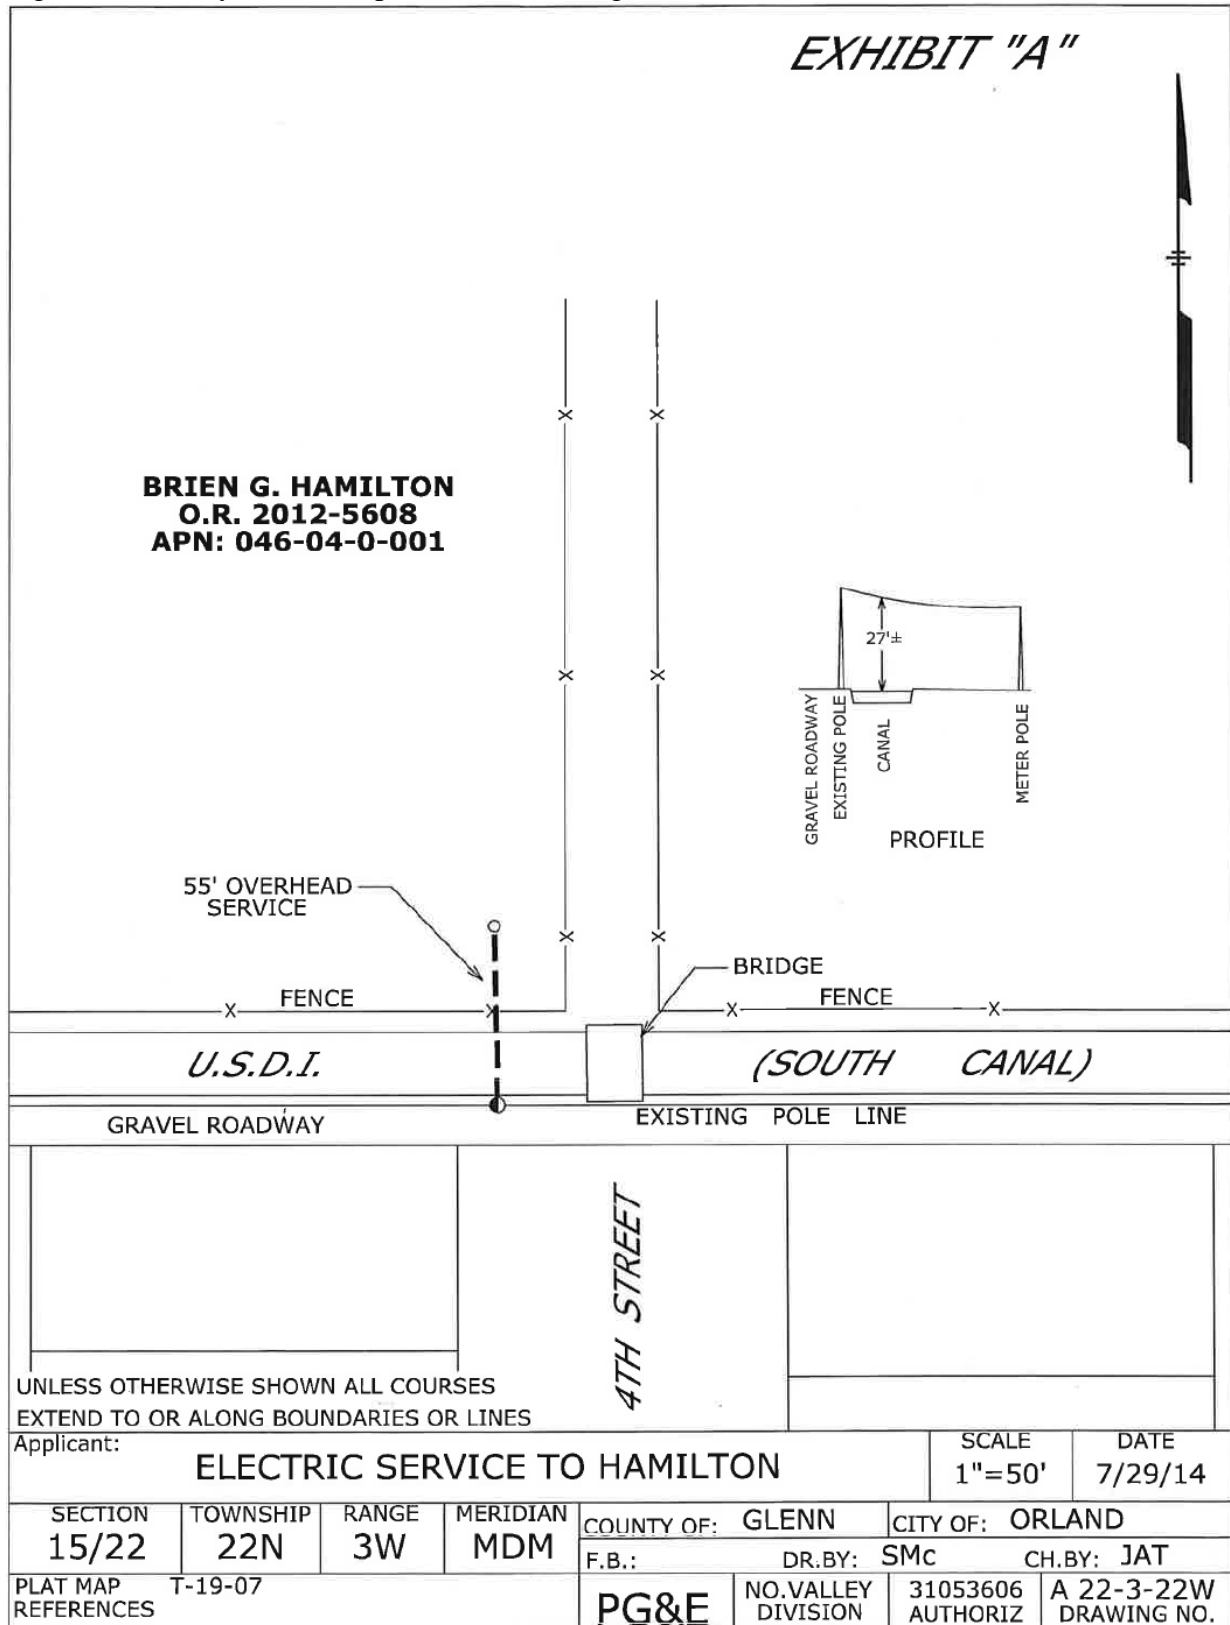 EXHIBIT "A"
BRIEN G. HAMILTON
O.R. 2012-5608
APN: 046-04-0-001
27'±
GRAVEL ROADWAY
EXISTING POLE
CANAL
METER POLE
PROFILE
55' OVERHEAD
SERVICE
BRIDGE
FENCE
FENCE
U.S.D.I.
(SOUTH CANAL)
GRAVEL ROADWAY
EXISTING POLE LINE
4TH STREET
UNLESS OTHERWISE SHOWN ALL COURSES
EXTEND TO OR ALONG BOUNDARIES OR LINES
Applicant:
ELECTRIC SERVICE TO HAMILTON
SCALE
1"=50'
DATE
7/29/14
SECTION
15/22
TOWNSHIP
22N
RANGE
3W
MERIDIAN
MDM
COUNTY OF: GLENN
CITY OF: ORLAND
F.B.:
DR.BY: SMc
CH.BY: JAT
PLAT MAP T-19-07
REFERENCES
PG&E
NO.VALLEY
DIVISION
31053606
AUTHORIZ
A 22-3-22W
DRAWING NO.